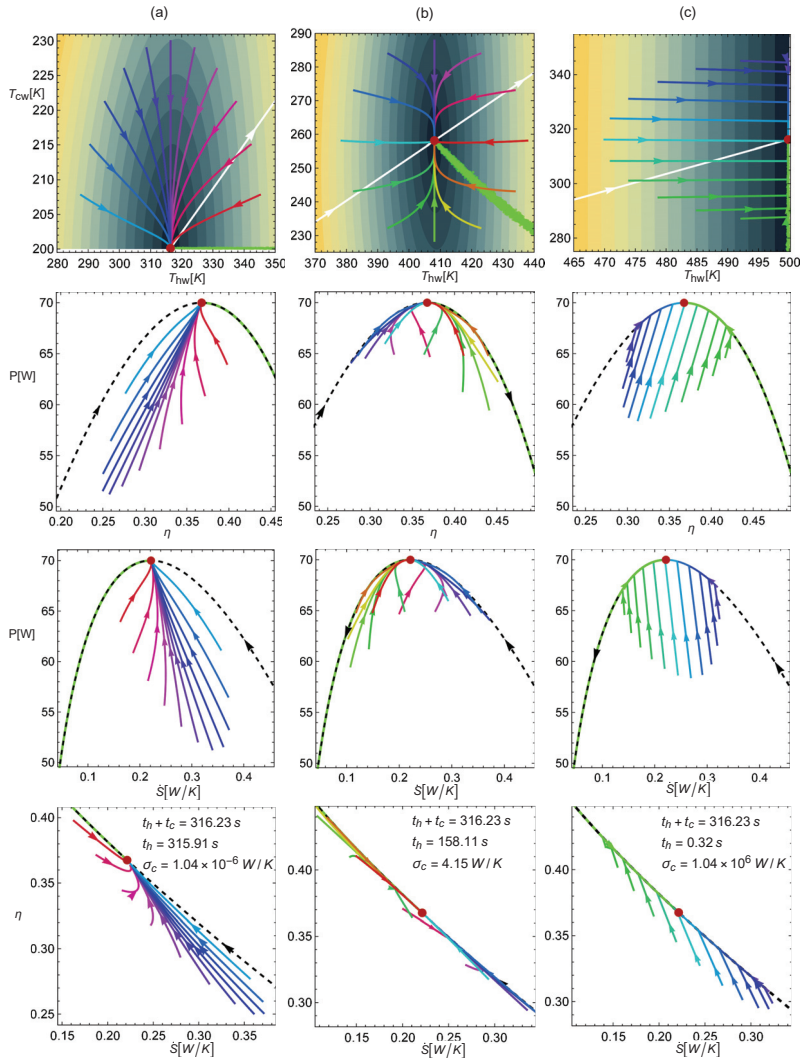 (a)
(b)
(c)
230
225
220
215
210
205
200
T_cw[K]
280 290 300 310 320 330 340 350
T_hw[K]
290
280
270
260
250
240
230
370 380 390 400 410 420 430 440
T_hw[K]
340
320
300
280
465 470 475 480 485 490 495 500
T_hw[K]
70
65
60
55
50
P[W]
0.20 0.25 0.30 0.35 0.40 0.45
η
70
65
60
55
50
0.25 0.30 0.35 0.40 0.45
η
70
65
60
55
50
0.25 0.30 0.35 0.40 0.45
η
70
65
60
55
50
P[W]
0.1 0.2 0.3 0.4
Ṡ[W/K]
70
65
60
55
50
0.1 0.2 0.3 0.4
Ṡ[W/K]
70
65
60
55
50
0.1 0.2 0.3 0.4
Ṡ[W/K]
0.40
0.35
0.30
0.25
η
t_h + t_c = 316.23 s
t_h = 315.91 s
σ_c = 1.04 × 10⁻⁶ W/K
0.15 0.20 0.25 0.30 0.35
Ṡ[W/K]
0.40
0.35
0.30
t_h + t_c = 316.23 s
t_h = 158.11 s
σ_c = 4.15 W/K
0.15 0.20 0.25 0.30
Ṡ[W/K]
0.40
0.35
0.30
t_h + t_c = 316.23 s
t_h = 0.32 s
σ_c = 1.04 × 10⁶ W/K
0.15 0.20 0.25 0.30
Ṡ[W/K]